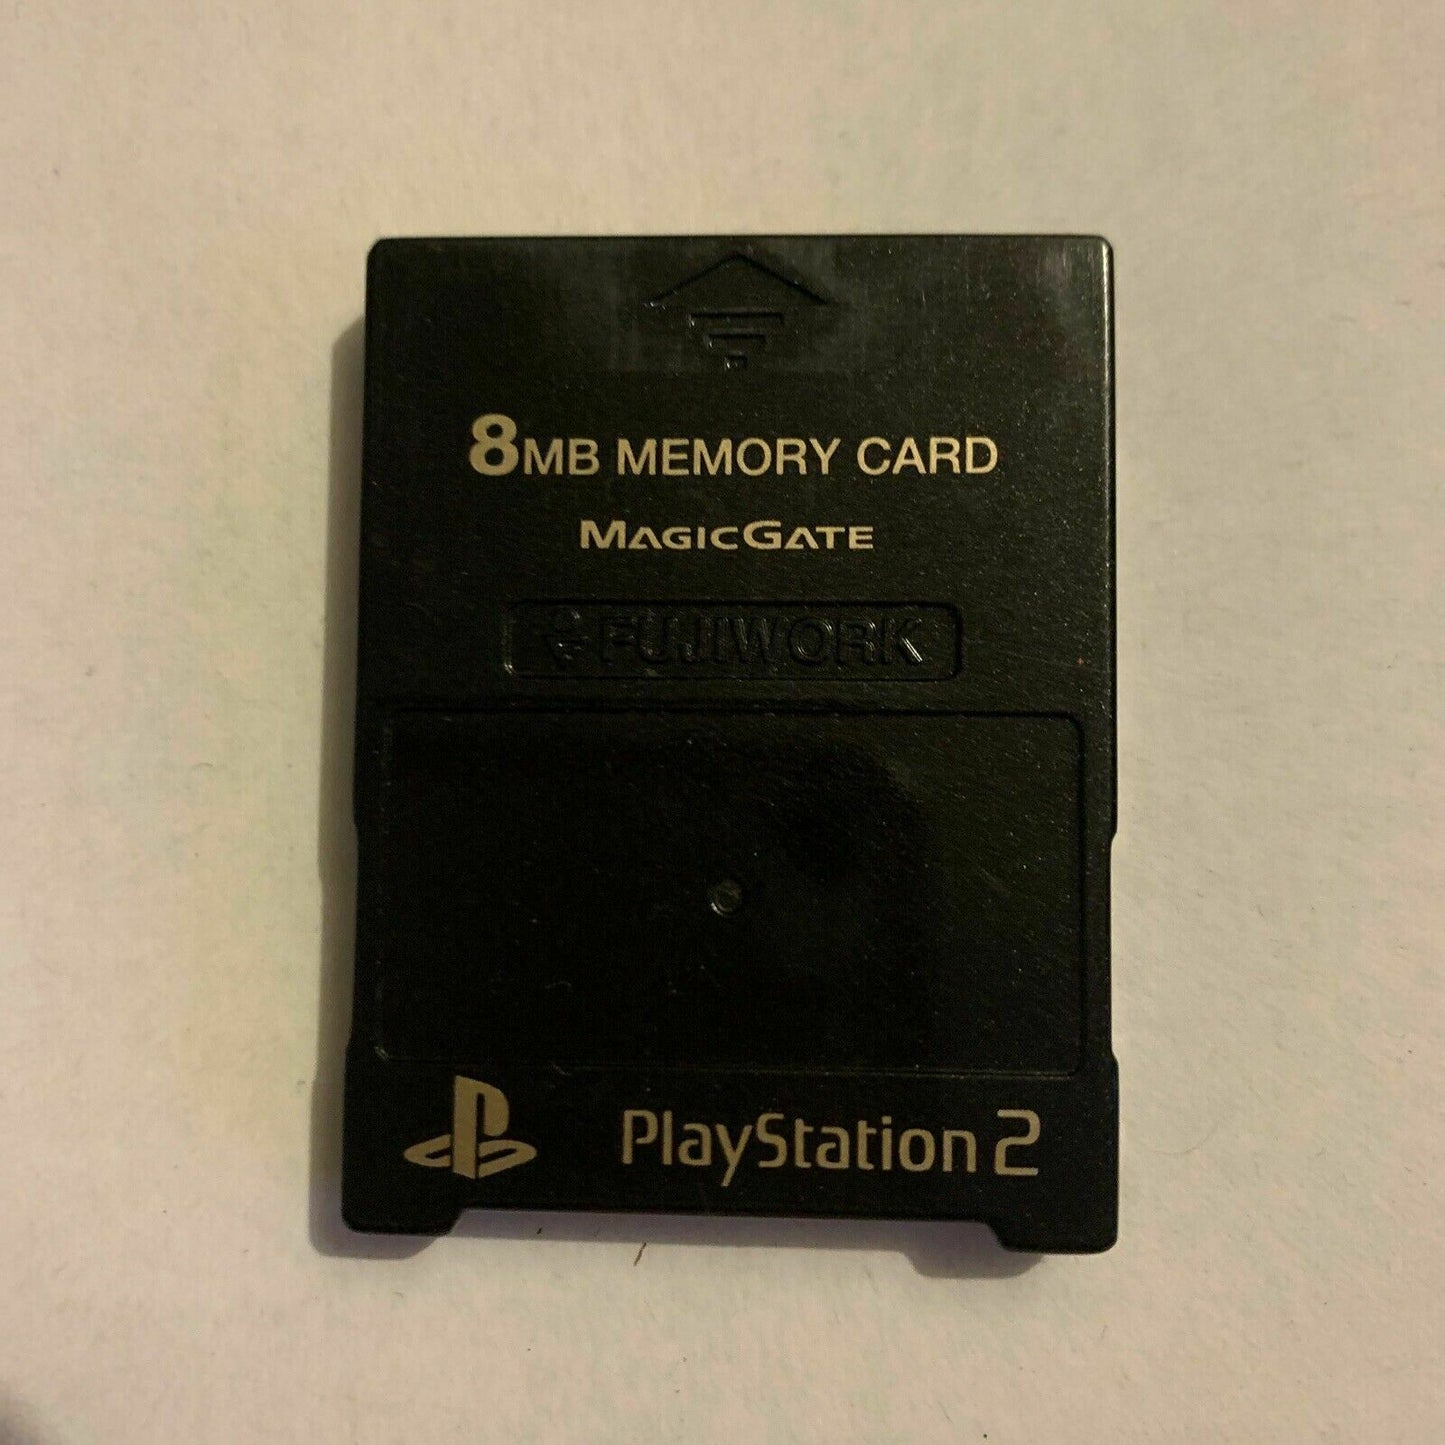 8MB MEMORY CARD
MAGICGATE
FUJIWORK
PlayStation 2